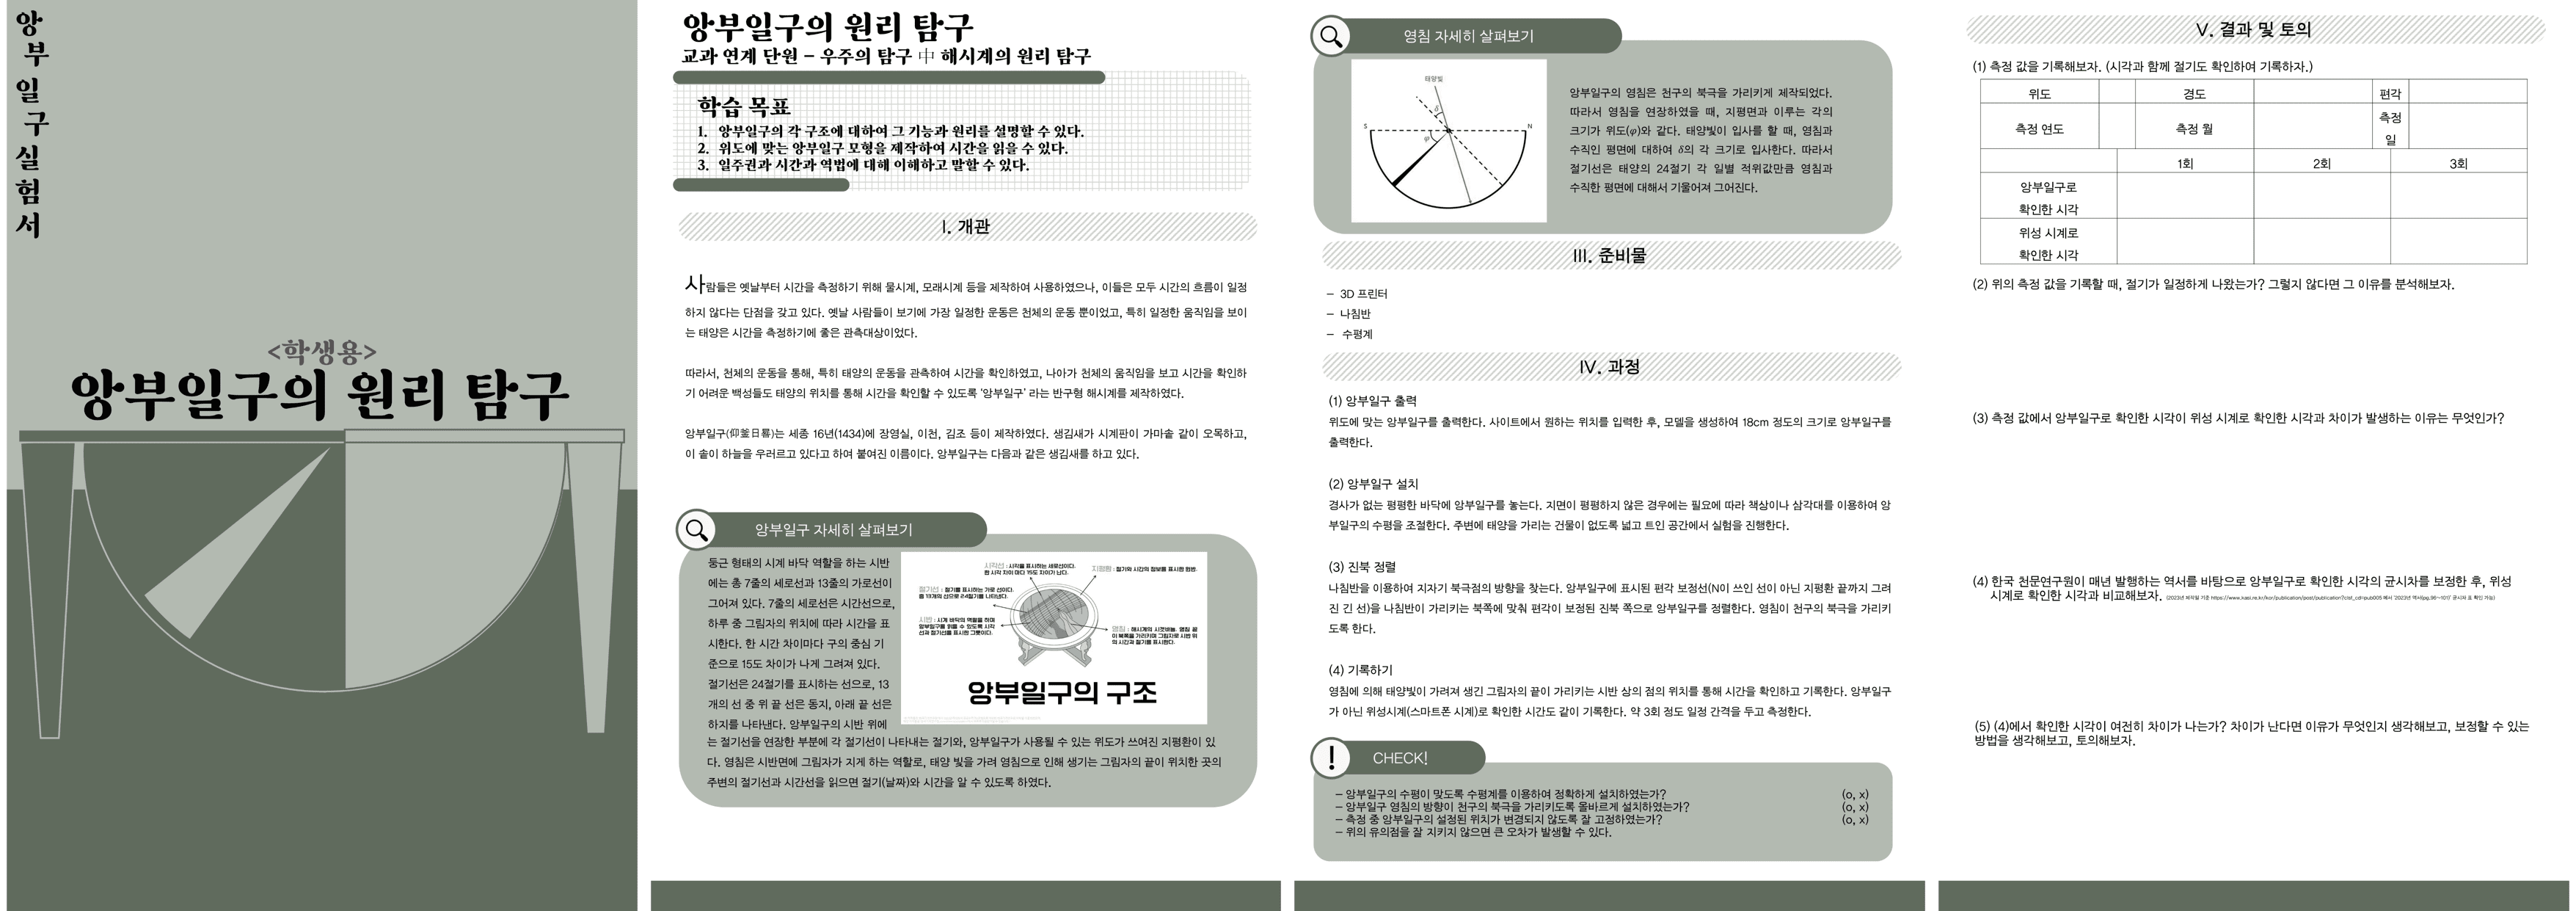 앙부일구실험서
<학생용>
앙부일구의 원리 탐구
앙부일구의 원리 탐구
교과 연계 단원 - 우주의 탐구 中 해시계의 원리 탐구
학습 목표
1. 앙부일구의 각 구조에 대하여 그 기능과 원리를 설명할 수 있다.
2. 위도에 맞는 앙부일구 모형을 제작하여 시간을 읽을 수 있다.
3. 일주권과 시간과 역법에 대해 이해하고 말할 수 있다.
I. 개관
사람들은 옛날부터 시간을 측정하기 위해 물시계, 모래시계 등을 제작하여 사용하였으나, 이들은 모두 시간의 흐름이 일정
하지 않다는 단점을 갖고 있다. 옛날 사람들이 보기에 가장 일정한 운동은 천체의 운동 뿐이었고, 특히 일정한 움직임을 보이
는 태양은 시간을 측정하기에 좋은 관측대상이었다.
따라서, 천체의 운동을 통해, 특히 태양의 운동을 관측하여 시간을 확인하였고, 나아가 천체의 움직임을 보고 시간을 확인하
기 어려운 백성들도 태양의 위치를 통해 시간을 확인할 수 있도록 '앙부일구' 라는 반구형 해시계를 제작하였다.
앙부일구(仰釜日晷)는 세종 16년(1434)에 장영실, 이천, 김조 등이 제작하였다. 생김새가 시계판이 가마솥 같이 오목하고,
이 솥이 하늘을 우러르고 있다고 하여 붙여진 이름이다. 앙부일구는 다음과 같은 생김새를 하고 있다.
앙부일구 자세히 살펴보기
둥근 형태의 시계 바닥 역할을 하는 시반
에는 총 7줄의 세로선과 13줄의 가로선이
그어져 있다. 7줄의 세로선은 시간선으로,
하루 중 그림자의 위치에 따라 시간을 표
시한다. 한 시간 차이마다 구의 중심 기
준으로 15도 차이가 나게 그려져 있다.
절기선은 24절기를 표시하는 선으로, 13
개의 선 중 위 끝 선은 동지, 아래 끝 선은
하지를 나타낸다. 앙부일구의 시반 위에
는 절기선을 연장한 부분에 각 절기선이 나타내는 절기와, 앙부일구가 사용될 수 있는 위도가 쓰여진 지평환이 있
다. 영침은 시반면에 그림자가 지게 하는 역할로, 태양 빛을 가려 영침으로 인해 생기는 그림자의 끝이 위치한 곳의
주변의 절기선과 시간선을 읽으면 절기(날짜)와 시간을 알 수 있도록 하였다.
시각선 : 시각을 표시하는 세로선이다.
한 시각 차이 마다 15도 차이가 난다.
지평환 : 절기와 시간의 정보를 표시한 원반.
절기선 : 절기를 표시하는 가로 선이다.
총 13개의 선으로 24절기를 나타낸다.
시반 : 시계 바닥의 역할을 하며
앙부일구를 읽을 수 있도록 시각
선과 절기선을 표시한 그릇이다.
영침 : 해시계의 시곗바늘. 영침 끝
이 북쪽을 가리키며 그림자로 시반 위
의 시간과 절기를 표시한다.
앙부일구의 구조
영침 자세히 살펴보기
태양빛
δ
S
N
φ
앙부일구의 영침은 천구의 북극을 가리키게 제작되었다.
따라서 영침을 연장하였을 때, 지평면과 이루는 각의
크기가 위도(φ)와 같다. 태양빛이 입사를 할 때, 영침과
수직인 평면에 대하여 δ의 각 크기로 입사한다. 따라서
절기선은 태양의 24절기 각 일별 적위값만큼 영침과
수직한 평면에 대해서 기울어져 그어진다.
III. 준비물
- 3D 프린터
- 나침반
- 수평계
IV. 과정
(1) 앙부일구 출력
위도에 맞는 앙부일구를 출력한다. 사이트에서 원하는 위치를 입력한 후, 모델을 생성하여 18cm 정도의 크기로 앙부일구를
출력한다.
(2) 앙부일구 설치
경사가 없는 평평한 바닥에 앙부일구를 놓는다. 지면이 평평하지 않은 경우에는 필요에 따라 책상이나 삼각대를 이용하여 앙
부일구의 수평을 조절한다. 주변에 태양을 가리는 건물이 없도록 넓고 트인 공간에서 실험을 진행한다.
(3) 진북 정렬
나침반을 이용하여 지자기 북극점의 방향을 찾는다. 앙부일구에 표시된 편각 보정선(N이 쓰인 선이 아닌 지평환 끝까지 그려
진 긴 선)을 나침반이 가리키는 북쪽에 맞춰 편각이 보정된 진북 쪽으로 앙부일구를 정렬한다. 영침이 천구의 북극을 가리키
도록 한다.
(4) 기록하기
영침에 의해 태양빛이 가려져 생긴 그림자의 끝이 가리키는 시반 상의 점의 위치를 통해 시간을 확인하고 기록한다. 앙부일구
가 아닌 위성시계(스마트폰 시계)로 확인한 시간도 같이 기록한다. 약 3회 정도 일정 간격을 두고 측정한다.
CHECK!
- 앙부일구의 수평이 맞도록 수평계를 이용하여 정확하게 설치하였는가? (o, x)
- 앙부일구 영침의 방향이 천구의 북극을 가리키도록 올바르게 설치하였는가? (o, x)
- 측정 중 앙부일구의 설정된 위치가 변경되지 않도록 잘 고정하였는가? (o, x)
- 위의 유의점을 잘 지키지 않으면 큰 오차가 발생할 수 있다.
V. 결과 및 토의
(1) 측정 값을 기록해보자. (시각과 함께 절기도 확인하여 기록하자.)
위도 경도 편각
측정 연도 측정 월 측정
일
1회 2회 3회
앙부일구로
확인한 시각
위성 시계로
확인한 시각
(2) 위의 측정 값을 기록할 때, 절기가 일정하게 나왔는가? 그렇지 않다면 그 이유를 분석해보자.
(3) 측정 값에서 앙부일구로 확인한 시각이 위성 시계로 확인한 시각과 차이가 발생하는 이유는 무엇인가?
(4) 한국 천문연구원이 매년 발행하는 역서를 바탕으로 앙부일구로 확인한 시각의 균시차를 보정한 후, 위성
시계로 확인한 시각과 비교해보자.
(5) (4)에서 확인한 시각이 여전히 차이가 나는가? 차이가 난다면 이유가 무엇인지 생각해보고, 보정할 수 있는
방법을 생각해보고, 토의해보자.